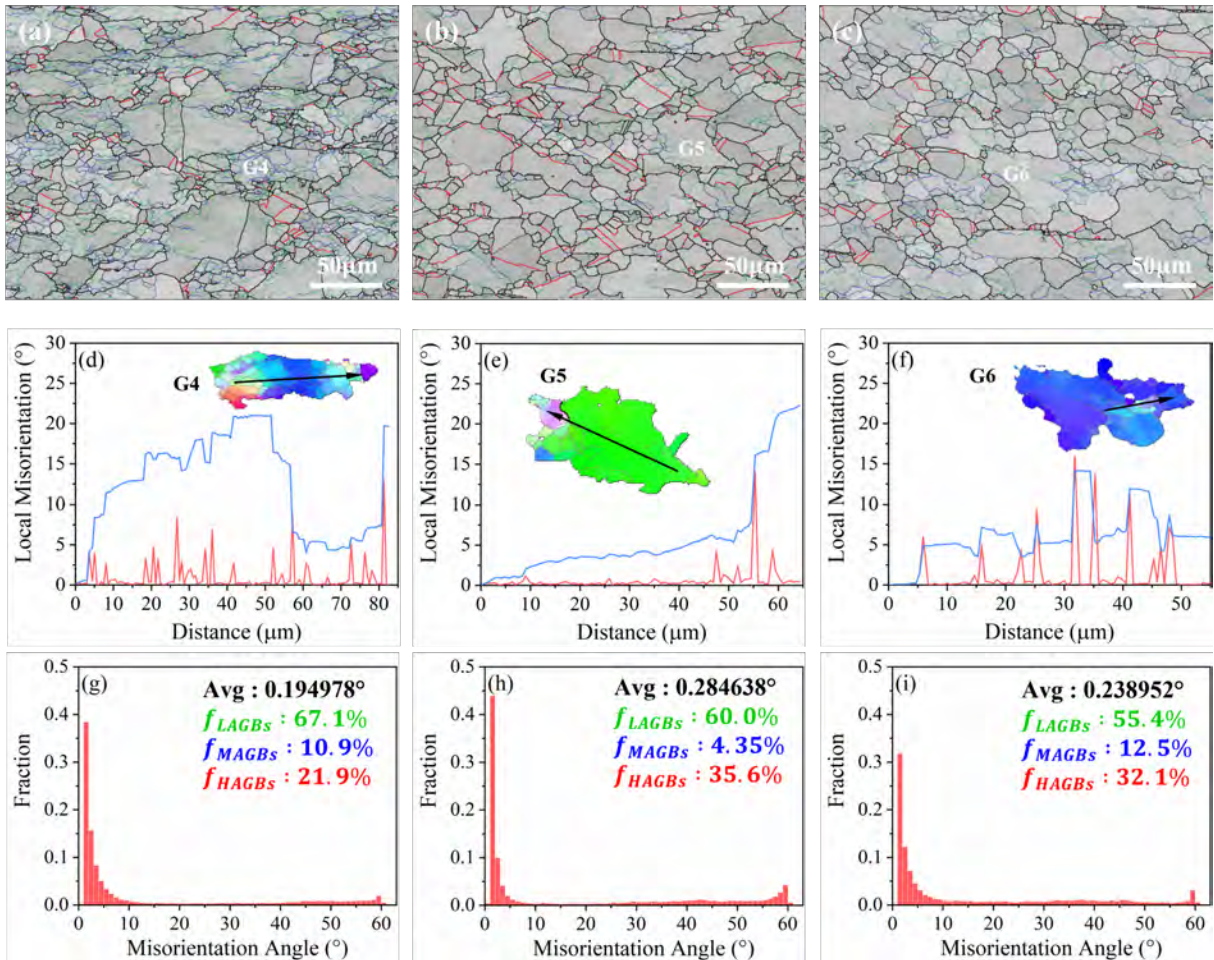 (a)
G4
50μm
(b)
G5
50μm
(c)
G6
50μm
(d)
G4
30
25
20
15
10
5
0
Local Misorientation (°)
0 10 20 30 40 50 60 70 80
Distance (μm)
(e)
G5
30
25
20
15
10
5
0
Local Misorientation (°)
0 10 20 30 40 50 60
Distance (μm)
(f)
G6
30
25
20
15
10
5
0
Local Misorientation (°)
0 10 20 30 40 50
Distance (μm)
(g)
Avg : 0.194978°
f_LAGBs : 67.1%
f_MAGBs : 10.9%
f_HAGBs : 21.9%
0.5
0.4
0.3
0.2
0.1
0.0
Fraction
0 10 20 30 40 50 60
Misorientation Angle (°)
(h)
Avg : 0.284638°
f_LAGBs : 60.0%
f_MAGBs : 4.35%
f_HAGBs : 35.6%
0.5
0.4
0.3
0.2
0.1
0.0
Fraction
0 10 20 30 40 50 60
Misorientation Angle (°)
(i)
Avg : 0.238952°
f_LAGBs : 55.4%
f_MAGBs : 12.5%
f_HAGBs : 32.1%
0.5
0.4
0.3
0.2
0.1
0.0
Fraction
0 10 20 30 40 50 60
Misorientation Angle (°)